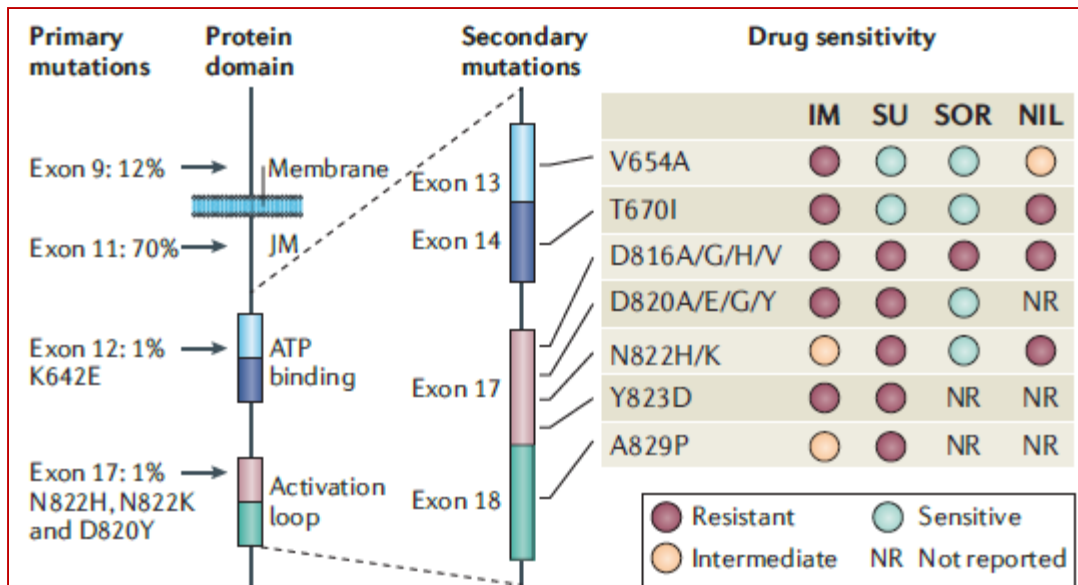 Primary mutations
Protein domain
Secondary mutations
Drug sensitivity
Exon 9: 12%
Membrane
Exon 11: 70%
JM
Exon 12: 1%
K642E
ATP binding
Exon 17: 1%
N822H, N822K
and D820Y
Activation loop
Exon 13
Exon 14
Exon 17
Exon 18
IM SU SOR NIL
V654A
T670I
D816A/G/H/V
D820A/E/G/Y NR
N822H/K
Y823D NR NR
A829P NR NR
Resistant Sensitive
Intermediate NR Not reported